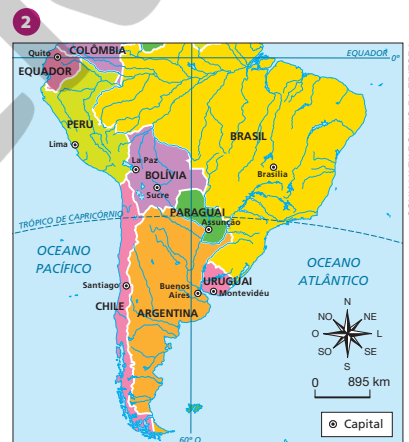 2
COLÔMBIA
Quito
EQUADOR
EQUADOR
0°
PERU
BRASIL
Lima
La Paz
BOLÍVIA
Brasília
Sucre
TRÓPICO DE CAPRICÓRNIO
PARAGUAI
Assunção
OCEANO
PACÍFICO
OCEANO
ATLÂNTICO
Santiago
Buenos
Aires
URUGUAI
Montevidéu
CHILE
ARGENTINA
N
NO
NE
O
L
SO
SE
S
0
895 km
Capital
60° O